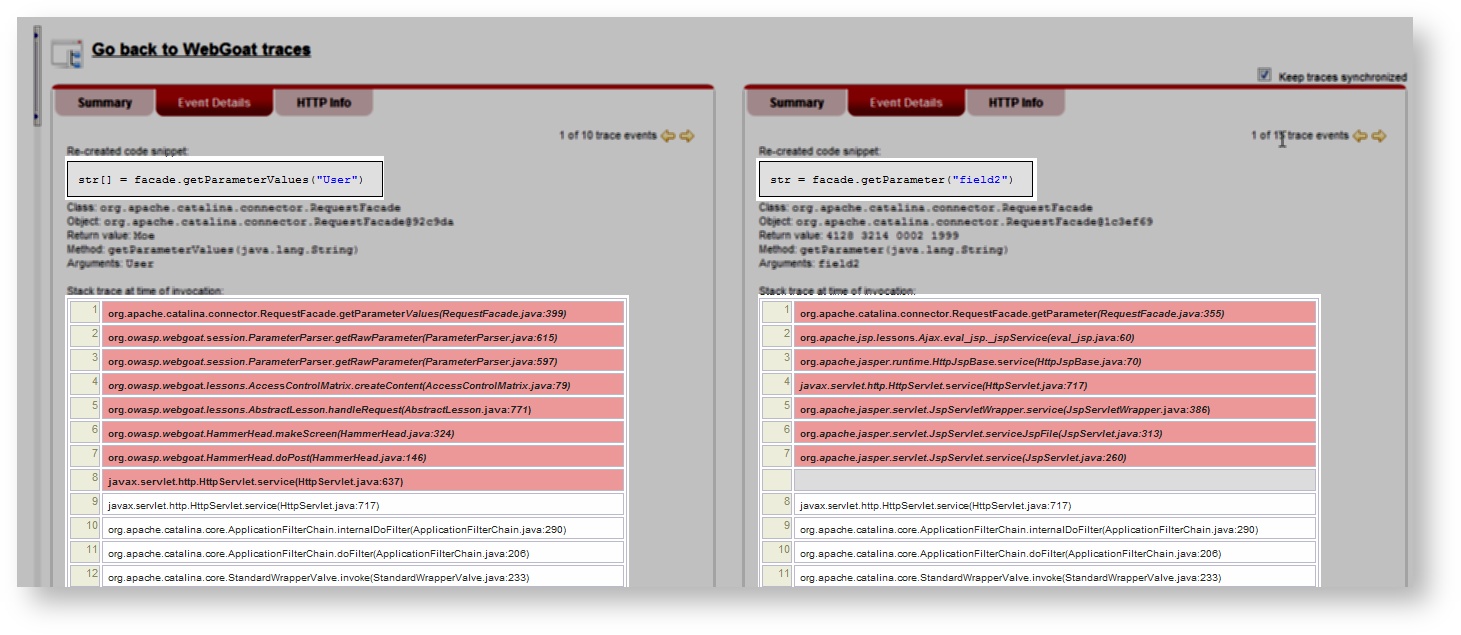 Go back to WebGoat traces
Keep traces synchronized
Summary
Event Details
HTTP Info
1 of 10 trace events
Re-created code snippet:
str[] = facade.getParameterValues("User")
Class: org.apache.catalina.connector.RequestFacade
Object: org.apache.catalina.connector.RequestFacade@92c9da
Return value: Moe
Method: getParameterValues(java.lang.String)
Arguments: User
Stack trace at time of invocation:
1 org.apache.catalina.connector.RequestFacade.getParameterValues(RequestFacade.java:399)
2 org.owasp.webgoat.session.ParameterParser.getRawParameter(ParameterParser.java:615)
3 org.owasp.webgoat.session.ParameterParser.getRawParameter(ParameterParser.java:597)
4 org.owasp.webgoat.lessons.AccessControlMatrix.createContent(AccessControlMatrix.java:79)
5 org.owasp.webgoat.lessons.AbstractLesson.handleRequest(AbstractLesson.java:771)
6 org.owasp.webgoat.HammerHead.makeScreen(HammerHead.java:324)
7 org.owasp.webgoat.HammerHead.doPost(HammerHead.java:146)
8 javax.servlet.http.HttpServlet.service(HttpServlet.java:637)
9 javax.servlet.http.HttpServlet.service(HttpServlet.java:717)
10 org.apache.catalina.core.ApplicationFilterChain.internalDoFilter(ApplicationFilterChain.java:290)
11 org.apache.catalina.core.ApplicationFilterChain.doFilter(ApplicationFilterChain.java:206)
12 org.apache.catalina.core.StandardWrapperValve.invoke(StandardWrapperValve.java:233)
Summary
Event Details
HTTP Info
1 of trace events
Re-created code snippet:
str = facade.getParameter("field2")
Class: org.apache.catalina.connector.RequestFacade
Object: org.apache.catalina.connector.RequestFacade@1c3ef69
Return value: 4128 3214 0002 1999
Method: getParameter(java.lang.String)
Arguments: field2
Stack trace at time of invocation:
1 org.apache.catalina.connector.RequestFacade.getParameter(RequestFacade.java:355)
2 org.apache.jsp.lessons.Ajax.eval_jsp._jspService(eval_jsp.java:60)
3 org.apache.jasper.runtime.HttpJspBase.service(HttpJspBase.java:70)
4 javax.servlet.http.HttpServlet.service(HttpServlet.java:717)
5 org.apache.jasper.servlet.JspServletWrapper.service(JspServletWrapper.java:386)
6 org.apache.jasper.servlet.JspServlet.serviceJspFile(JspServlet.java:313)
7 org.apache.jasper.servlet.JspServlet.service(JspServlet.java:260)
8 javax.servlet.http.HttpServlet.service(HttpServlet.java:717)
9 org.apache.catalina.core.ApplicationFilterChain.internalDoFilter(ApplicationFilterChain.java:290)
10 org.apache.catalina.core.ApplicationFilterChain.doFilter(ApplicationFilterChain.java:206)
11 org.apache.catalina.core.StandardWrapperValve.invoke(StandardWrapperValve.java:233)